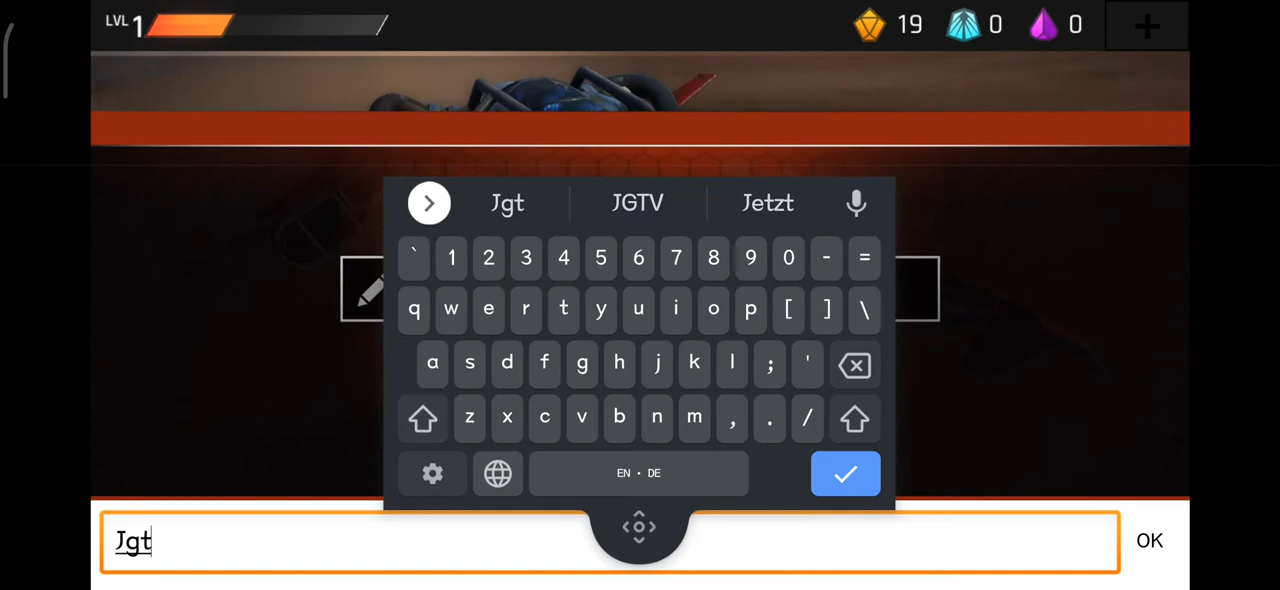 LVL 1 19 0 0 +
Jgt JGTV Jetzt
` 1 2 3 4 5 6 7 8 9 0 - =
q w e r t y u i o p [ ] \
a s d f g h j k l ; '
z x c v b n m , . /
EN • DE
Jgt OK